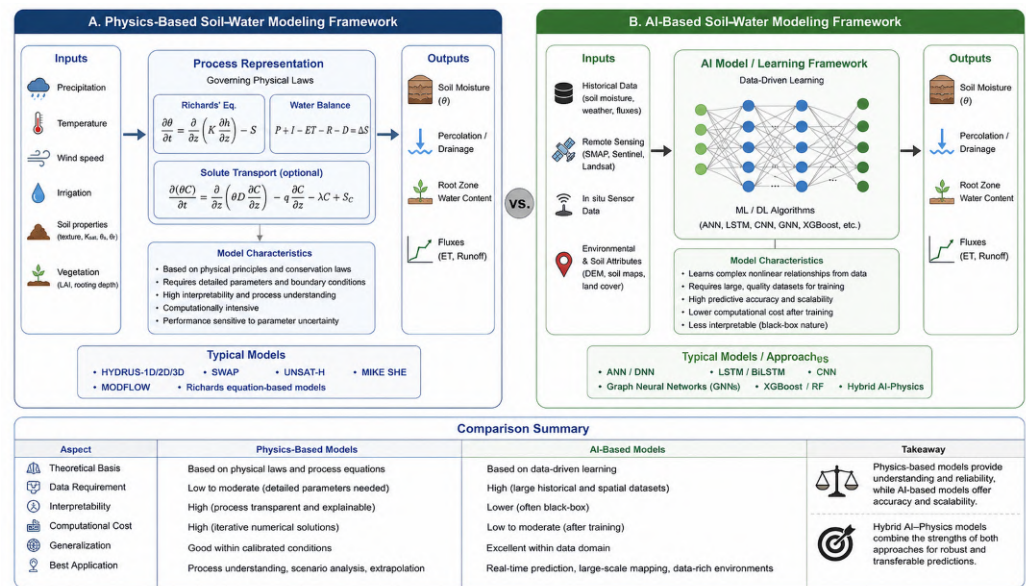 A. Physics-Based Soil–Water Modeling Framework
Inputs
Precipitation
Temperature
Wind speed
Irrigation
Soil properties
(texture, Ksat, θs, θr)
Vegetation
(LAI, rooting depth)
Process Representation
Governing Physical Laws
Richards' Eq.
∂θ/∂t = ∂/∂z (K ∂h/∂z) − S
Water Balance
P + I − ET − R − D = ΔS
Solute Transport (optional)
∂(θC)/∂t = ∂/∂z (θD ∂C/∂z) − q ∂C/∂z − λC + S_C
Model Characteristics
• Based on physical principles and conservation laws
• Requires detailed parameters and boundary conditions
• High interpretability and process understanding
• Computationally intensive
• Performance sensitive to parameter uncertainty
Outputs
Soil Moisture
(θ)
Percolation /
Drainage
Root Zone
Water Content
Fluxes
(ET, Runoff)
Typical Models
• HYDRUS-1D/2D/3D • SWAP • UNSAT-H • MIKE SHE
• MODFLOW • Richards equation-based models
vs.
B. AI-Based Soil–Water Modeling Framework
Inputs
Historical Data
(soil moisture,
weather, fluxes)
Remote Sensing
(SMAP, Sentinel,
Landsat)
In situ Sensor
Data
Environmental
& Soil Attributes
(DEM, soil maps,
land cover)
AI Model / Learning Framework
Data-Driven Learning
... ...
ML / DL Algorithms
(ANN, LSTM, CNN, GNN, XGBoost, etc.)
Model Characteristics
• Learns complex nonlinear relationships from data
• Requires large, quality datasets for training
• High predictive accuracy and scalability
• Lower computational cost after training
• Less interpretable (black-box nature)
Outputs
Soil Moisture
(θ)
Percolation /
Drainage
Root Zone
Water Content
Fluxes
(ET, Runoff)
Typical Models / Approaches
• ANN / DNN • LSTM / BiLSTM • CNN
• Graph Neural Networks (GNNs) • XGBoost / RF • Hybrid AI-Physics
Comparison Summary
Aspect Physics-Based Models AI-Based Models Takeaway
Theoretical Basis Based on physical laws and process equations Based on data-driven learning
Data Requirement Low to moderate (detailed parameters needed) High (large historical and spatial datasets)
Interpretability High (process transparent and explainable) Lower (often black-box)
Computational Cost High (iterative numerical solutions) Low to moderate (after training)
Generalization Good within calibrated conditions Excellent within data domain
Best Application Process understanding, scenario analysis, extrapolation Real-time prediction, large-scale mapping, data-rich environments
Physics-based models provide
understanding and reliability,
while AI-based models offer
accuracy and scalability.
Hybrid AI–Physics models
combine the strengths of both
approaches for robust and
transferable predictions.